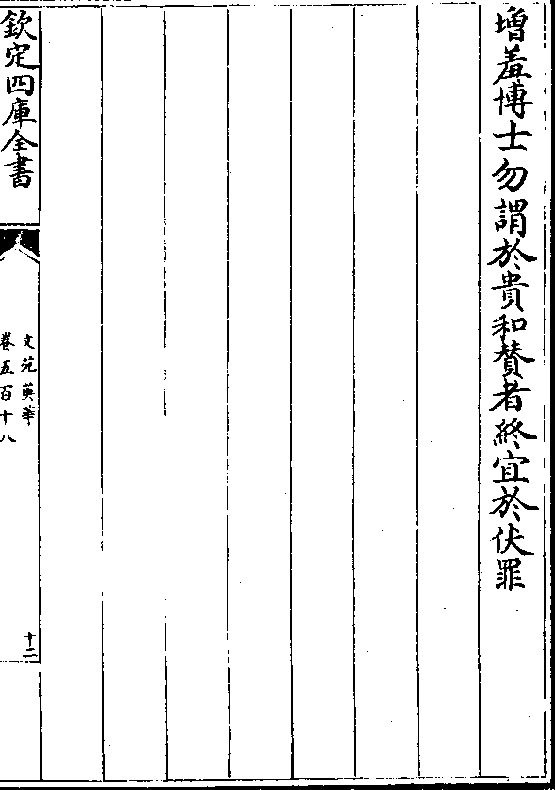 增羞博士勿謂於貴和賛者終宜於伏罪
欽定四庫全書
文苑英華
卷五百十八
十二